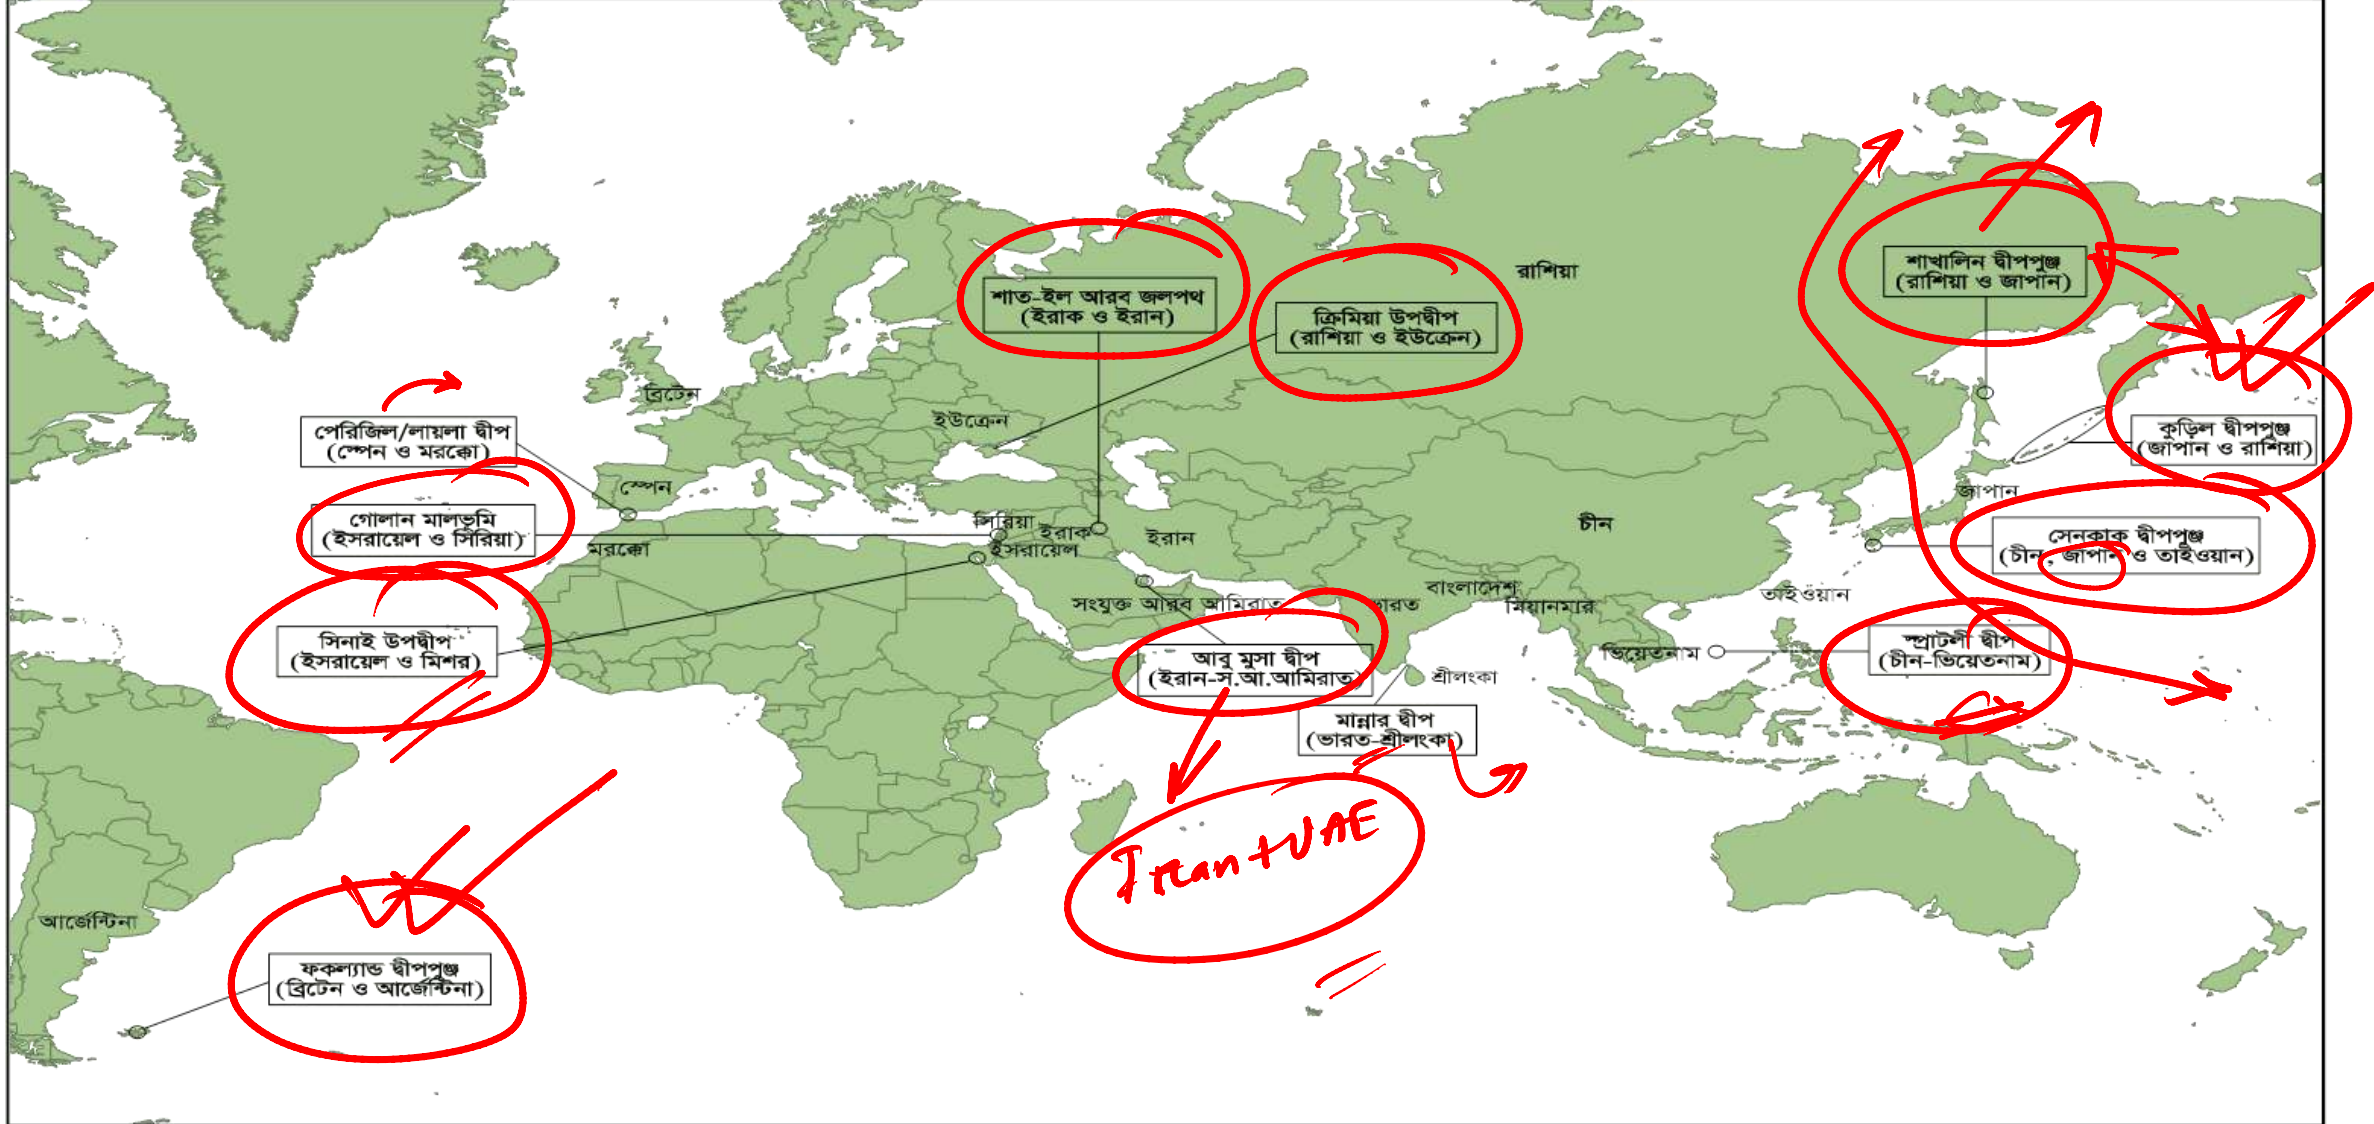 রাশিয়া
শাখালিন দ্বীপপুঞ্জ
(রাশিয়া ও জাপান)
শাত-ইল আরব জলপথ
(ইরাক ও ইরান)
ক্রিমিয়া উপদ্বীপ
(রাশিয়া ও ইউক্রেন)
ব্রিটেন
ইউক্রেন
পেরিজিল/লায়লা দ্বীপ
(স্পেন ও মরক্কো)
কুড়িল দ্বীপপুঞ্জ
(জাপান ও রাশিয়া)
স্পেন
জাপান
গোলান মালভূমি
(ইসরায়েল ও সিরিয়া)
মরক্কো
সিরিয়া
ইরাক
ইসরায়েল
ইরান
চীন
সেনকাকু দ্বীপপুঞ্জ
(চীন, জাপান ও তাইওয়ান)
সংযুক্ত আরব আমিরাত
ভারত
বাংলাদেশ
মিয়ানমার
তাইওয়ান
সিনাই উপদ্বীপ
(ইসরায়েল ও মিশর)
আবু মুসা দ্বীপ
(ইরান-স.আ.আমিরাত)
শ্রীলংকা
ভিয়েতনাম
স্প্রাটলী দ্বীপ
(চীন-ভিয়েতনাম)
মান্নার দ্বীপ
(ভারত-শ্রীলংকা)
Iran+UAE
আর্জেন্টিনা
ফকল্যান্ড দ্বীপপুঞ্জ
(ব্রিটেন ও আর্জেন্টিনা)